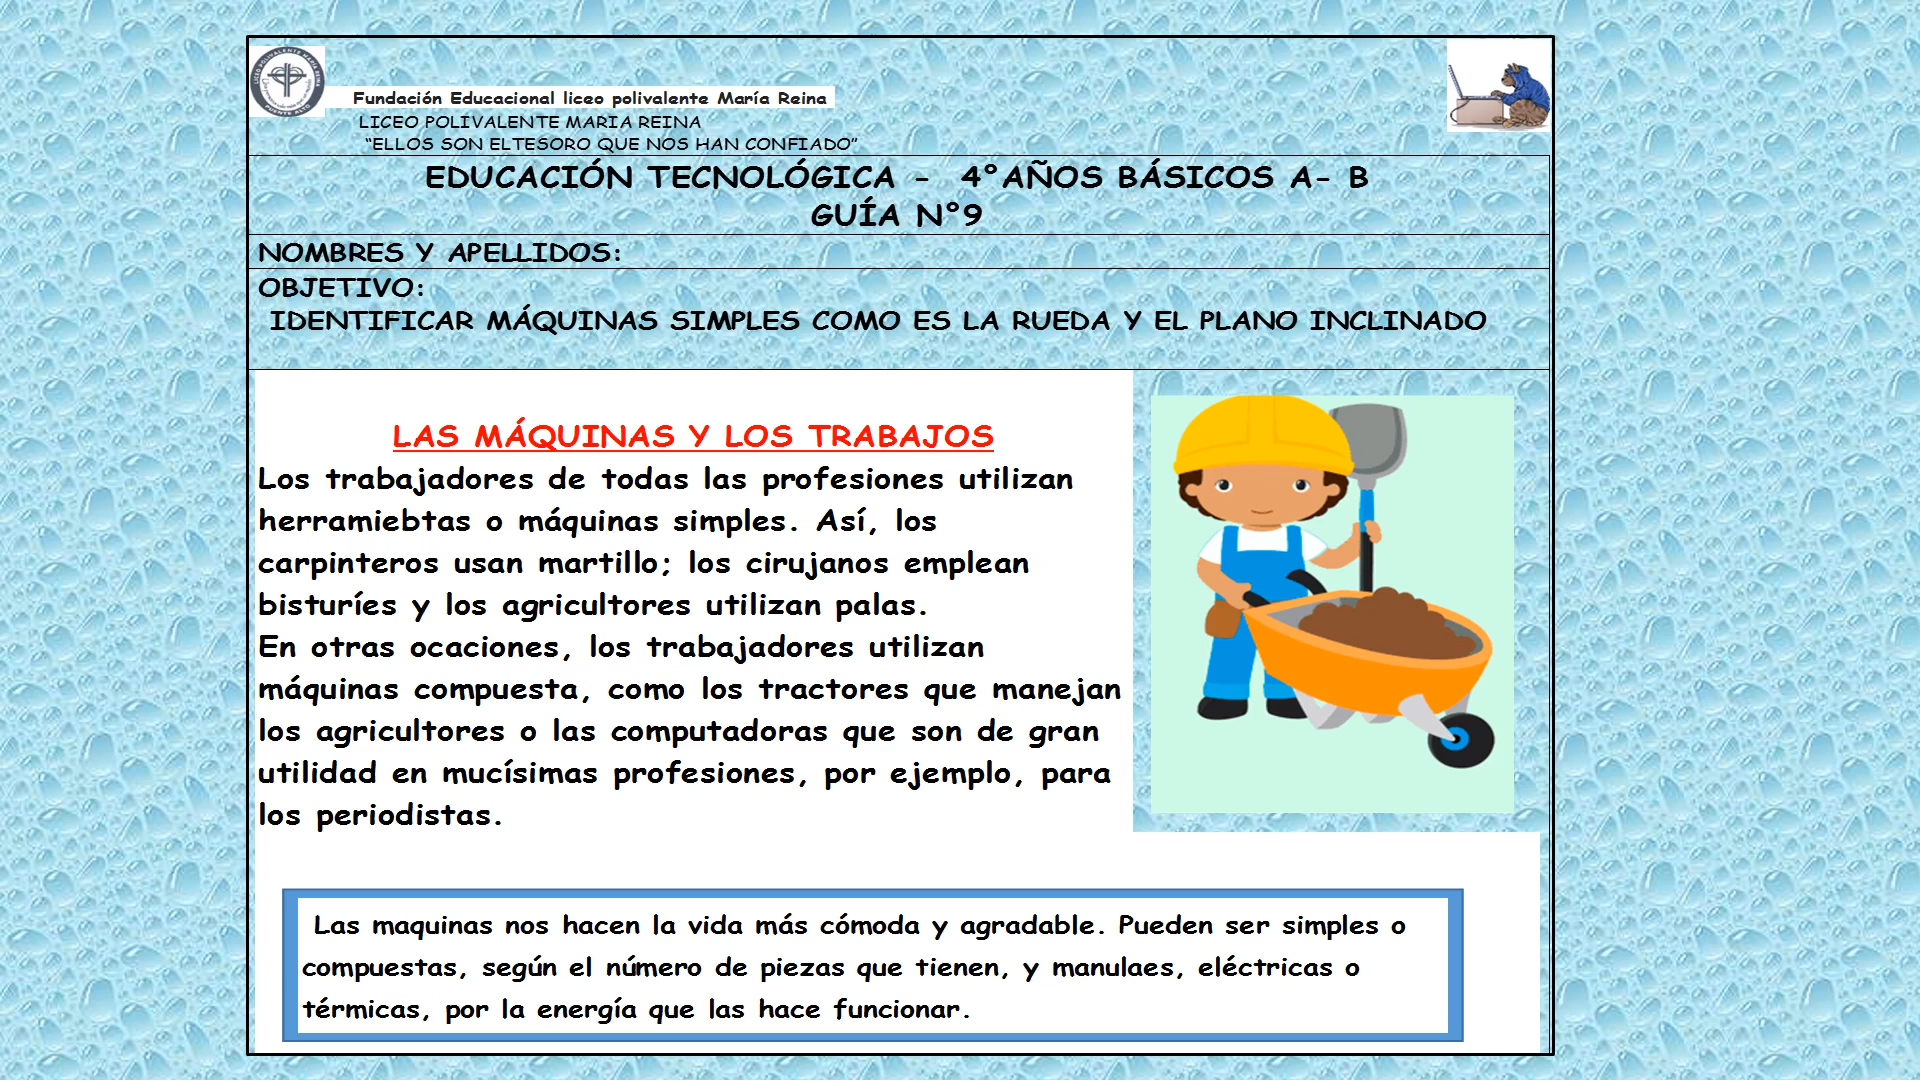 Fundación Educacional liceo polivalente María Reina
LICEO POLIVALENTE MARIA REINA
“ELLOS SON ELTESORO QUE NOS HAN CONFIADO”
EDUCACIÓN TECNOLÓGICA - 4°AÑOS BÁSICOS A- B
GUÍA N°9
NOMBRES Y APELLIDOS:
OBJETIVO:
IDENTIFICAR MÁQUINAS SIMPLES COMO ES LA RUEDA Y EL PLANO INCLINADO
LAS MÁQUINAS Y LOS TRABAJOS
Los trabajadores de todas las profesiones utilizan
herramiebtas o máquinas simples. Así, los
carpinteros usan martillo; los cirujanos emplean
bisturíes y los agricultores utilizan palas.
En otras ocaciones, los trabajadores utilizan
máquinas compuesta, como los tractores que manejan
los agricultores o las computadoras que son de gran
utilidad en mucísimas profesiones, por ejemplo, para
los periodistas.
Las maquinas nos hacen la vida más cómoda y agradable. Pueden ser simples o
compuestas, según el número de piezas que tienen, y manulaes, eléctricas o
térmicas, por la energía que las hace funcionar.